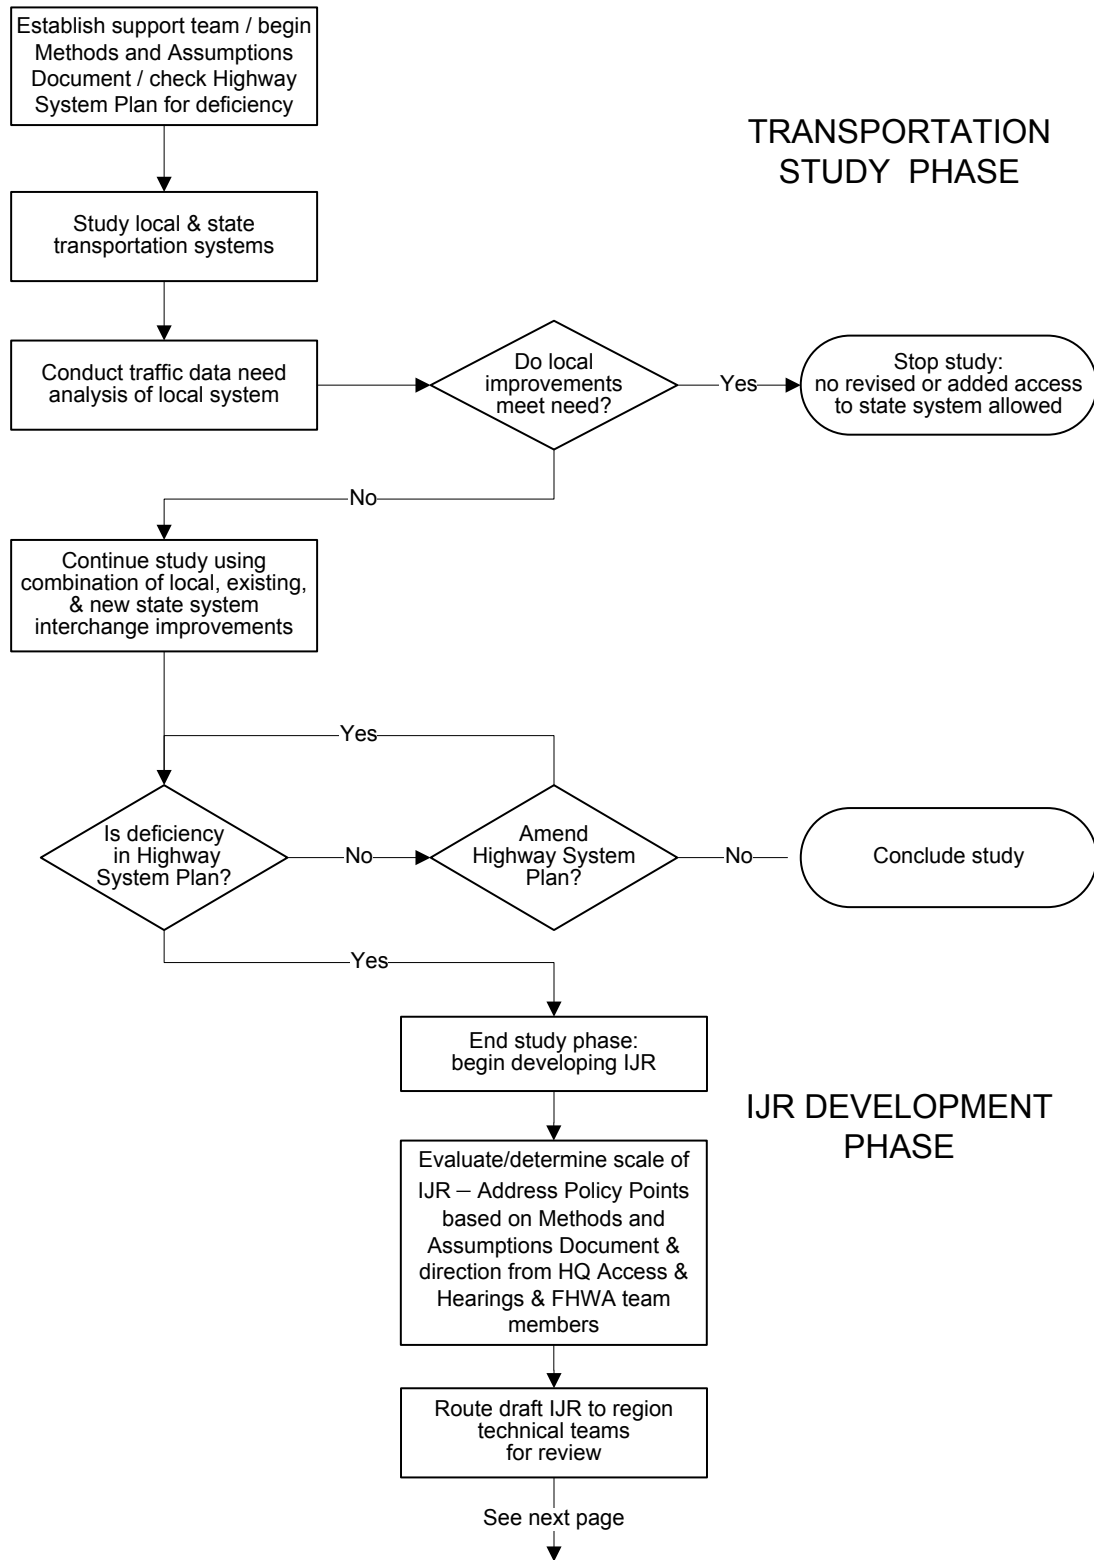 Establish support team / begin
Methods and Assumptions
Document / check Highway
System Plan for deficiency
TRANSPORTATION
STUDY PHASE
Study local & state
transportation systems
Conduct traffic data need
analysis of local system
Do local
improvements
meet need?
Yes
Stop study:
no revised or added access
to state system allowed
No
Continue study using
combination of local, existing,
& new state system
interchange improvements
Yes
Is deficiency
in Highway
System Plan?
No
Amend
Highway System
Plan?
No
Conclude study
Yes
End study phase:
begin developing IJR
IJR DEVELOPMENT
PHASE
Evaluate/determine scale of
IJR – Address Policy Points
based on Methods and
Assumptions Document &
direction from HQ Access &
Hearings & FHWA team
members
Route draft IJR to region
technical teams
for review
See next page